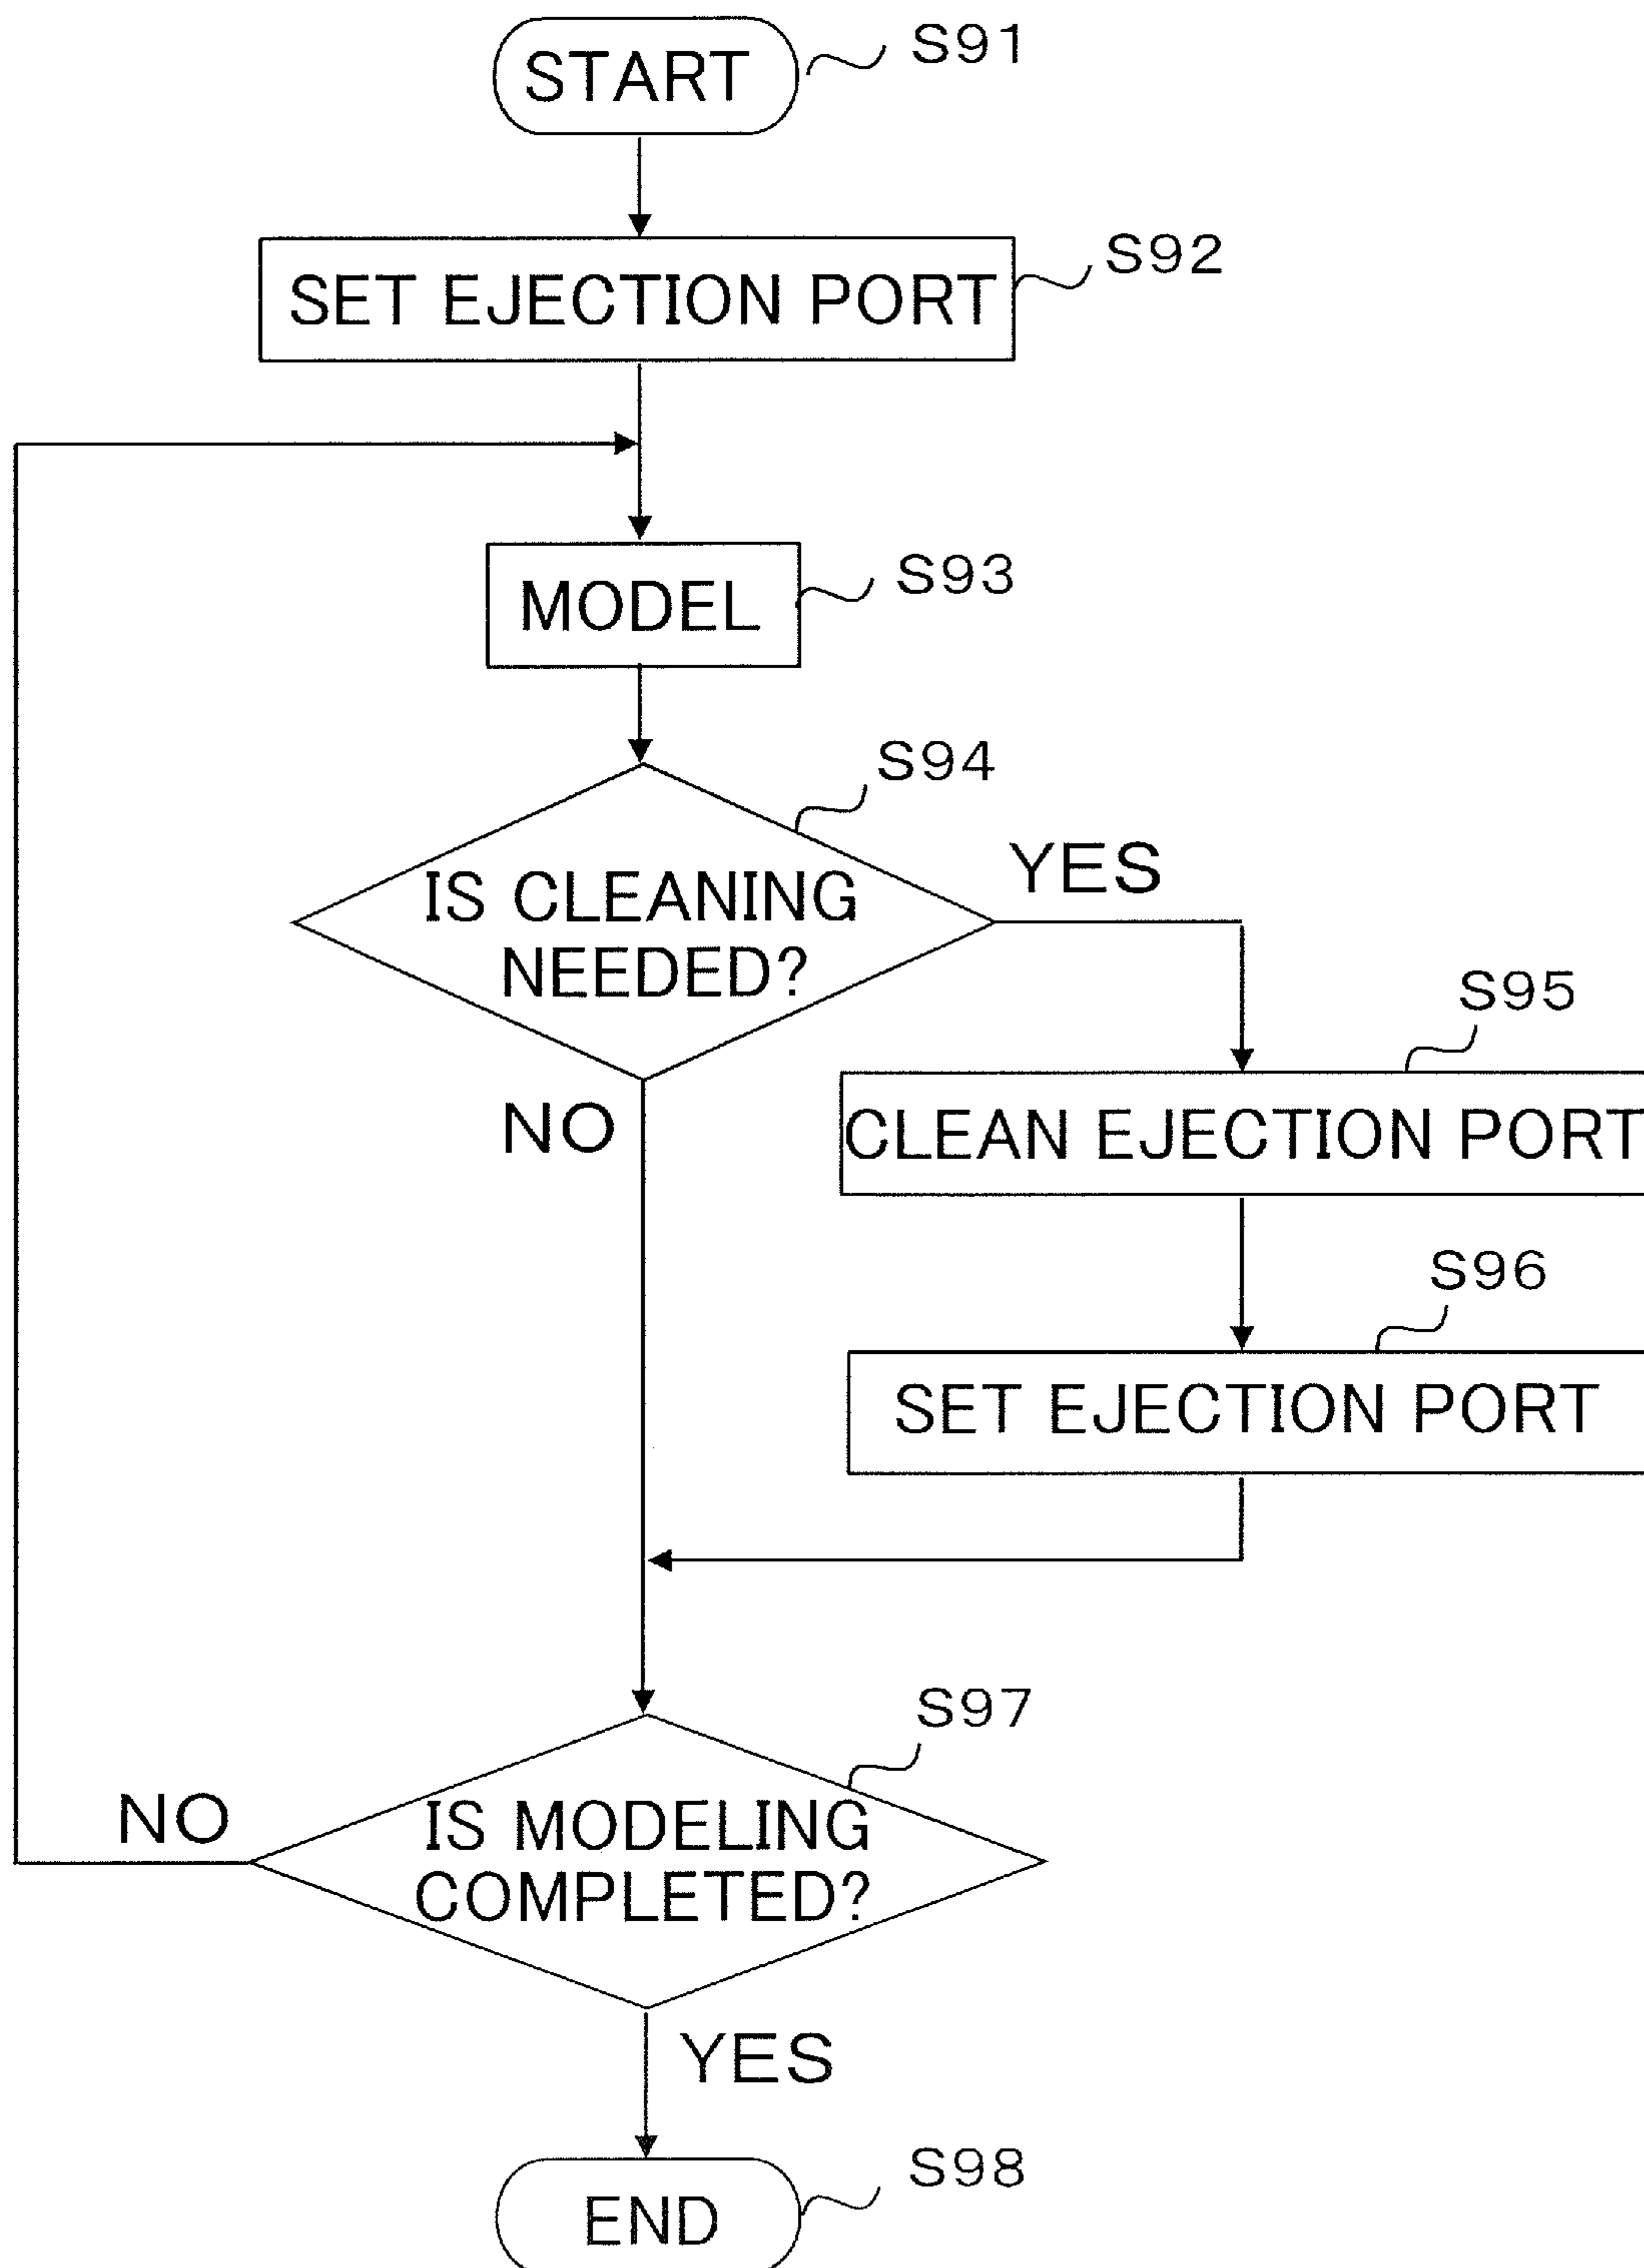 START
S91
SET EJECTION PORT
S92
MODEL
S93
S94
IS CLEANING
NEEDED?
YES
NO
S95
CLEAN EJECTION PORT
S96
SET EJECTION PORT
S97
IS MODELING
COMPLETED?
NO
YES
END
S98